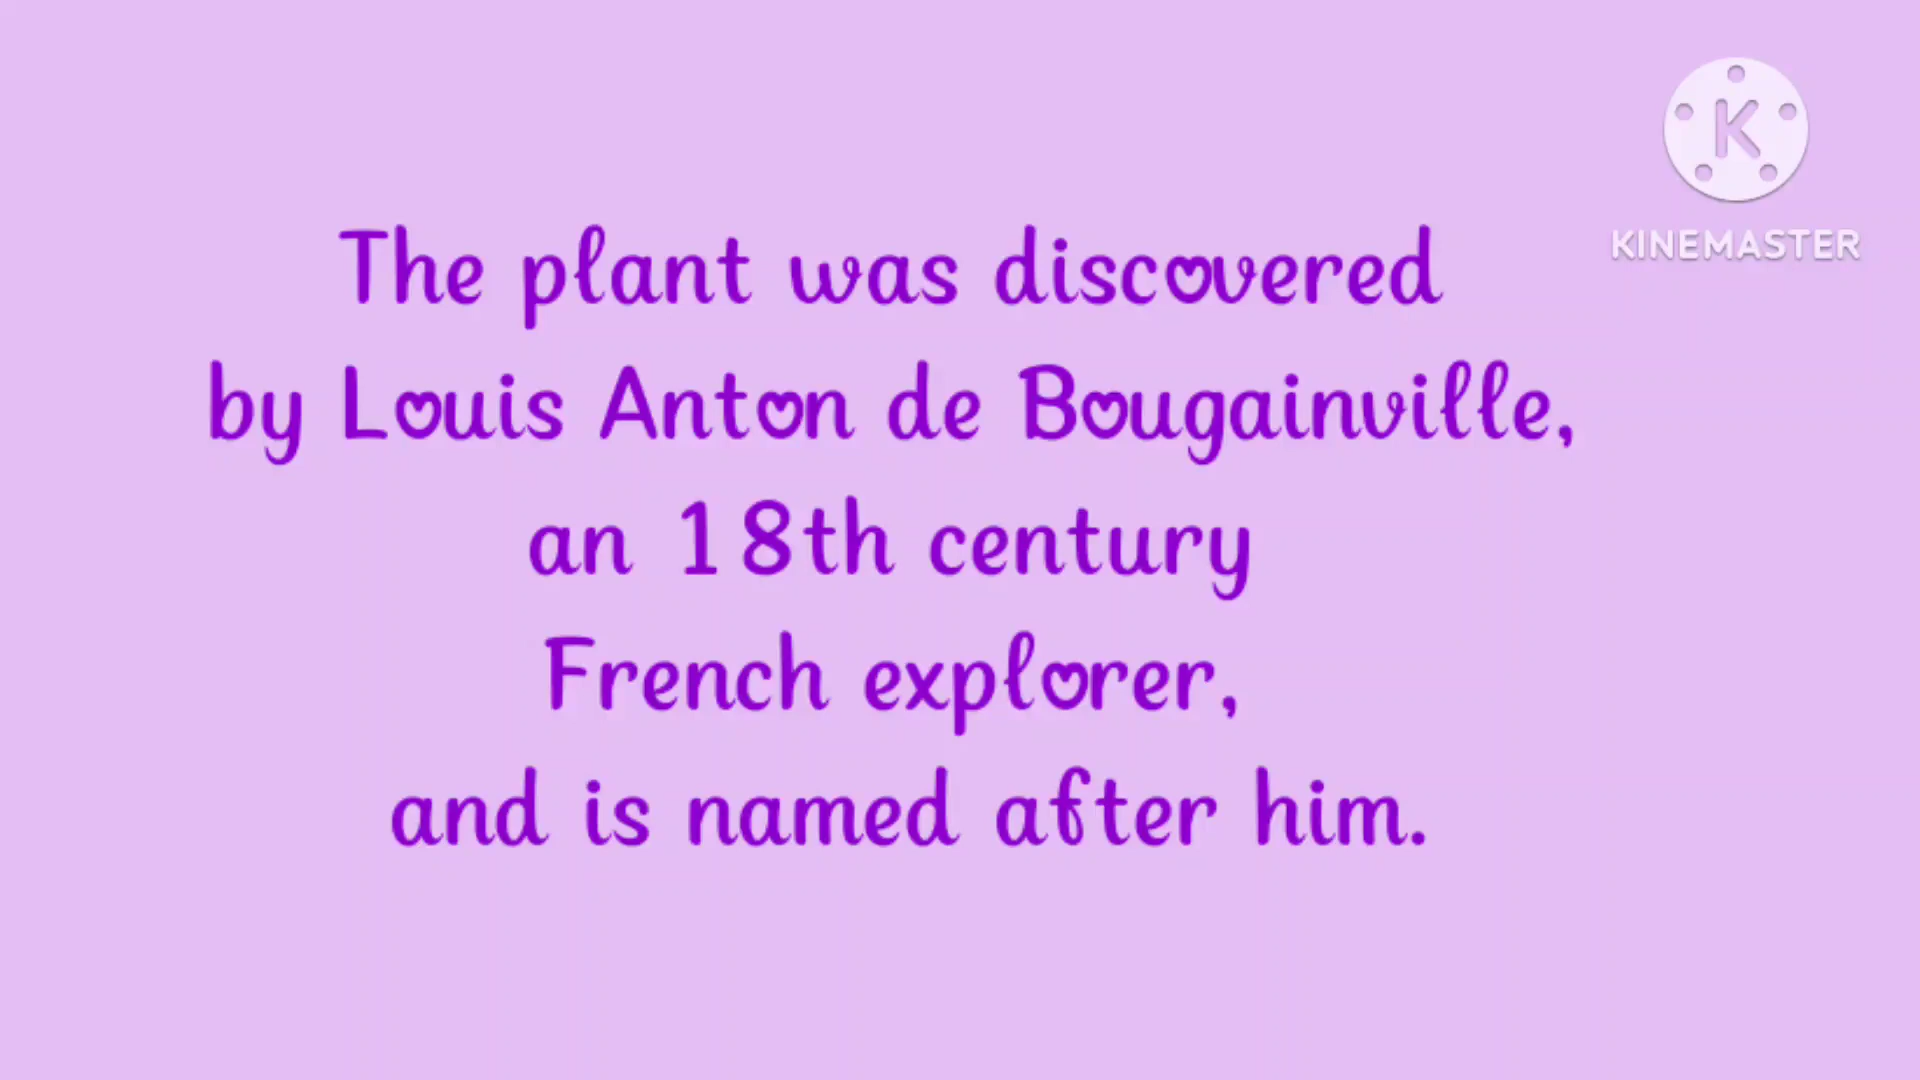 K
KINEMASTER
The plant was discovered
by Louis Anton de Bougainville,
an 18th century
French explorer,
and is named after him.